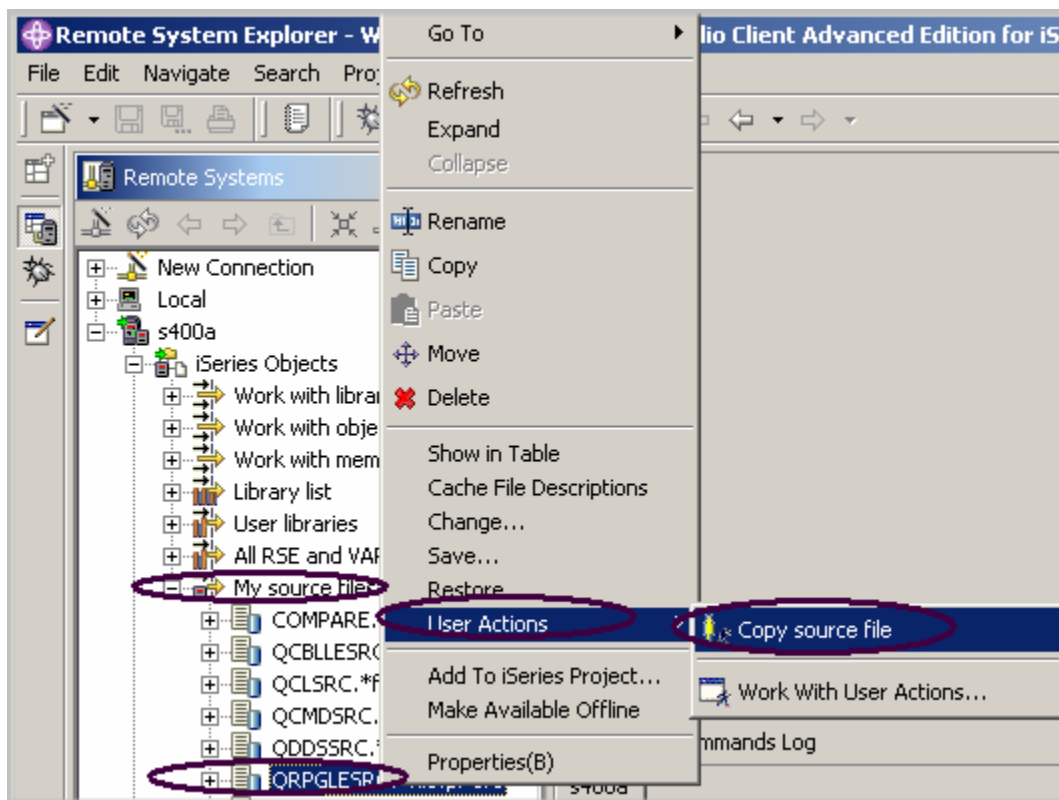 Remote System Explorer - W
lio Client Advanced Edition for iS
File Edit Navigate Search Proj
Remote Systems
New Connection
Local
s400a
iSeries Objects
Work with librar
Work with obje
Work with mem
Library list
User libraries
All RSE and VAR
My source files
COMPARE.
QCBLLESRC
QCLSRC.*f
QCMDSRC.
QDDSSRC.*
QRPGLESR
Go To
Refresh
Expand
Collapse
Rename
Copy
Paste
Move
Delete
Show in Table
Cache File Descriptions
Change...
Save...
Restore
User Actions
Add To iSeries Project...
Make Available Offline
Properties(B)
Copy source file
Work With User Actions...
mmands Log
s400a